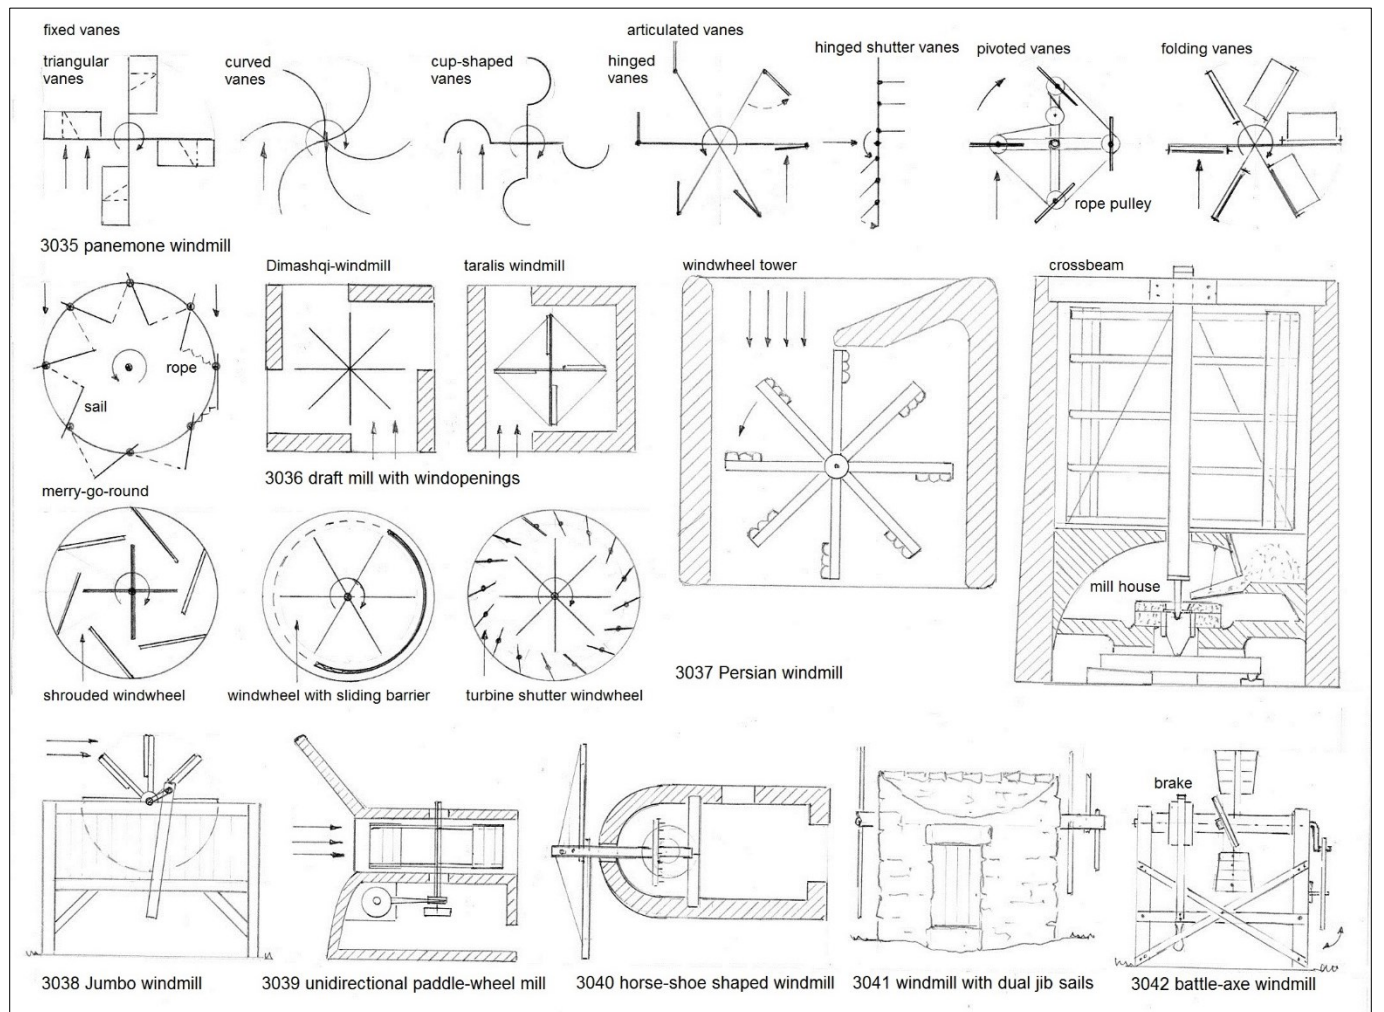 fixed vanes
articulated vanes
triangular
vanes
curved
vanes
cup-shaped
vanes
hinged
vanes
hinged shutter vanes
pivoted vanes
folding vanes
rope pulley
3035 panemone windmill
Dimashqi-windmill
taralis windmill
windwheel tower
crossbeam
rope
sail
merry-go-round
3036 draft mill with windopenings
mill house
shrouded windwheel
windwheel with sliding barrier
turbine shutter windwheel
3037 Persian windmill
brake
3038 Jumbo windmill
3039 unidirectional paddle-wheel mill
3040 horse-shoe shaped windmill
3041 windmill with dual jib sails
3042 battle-axe windmill